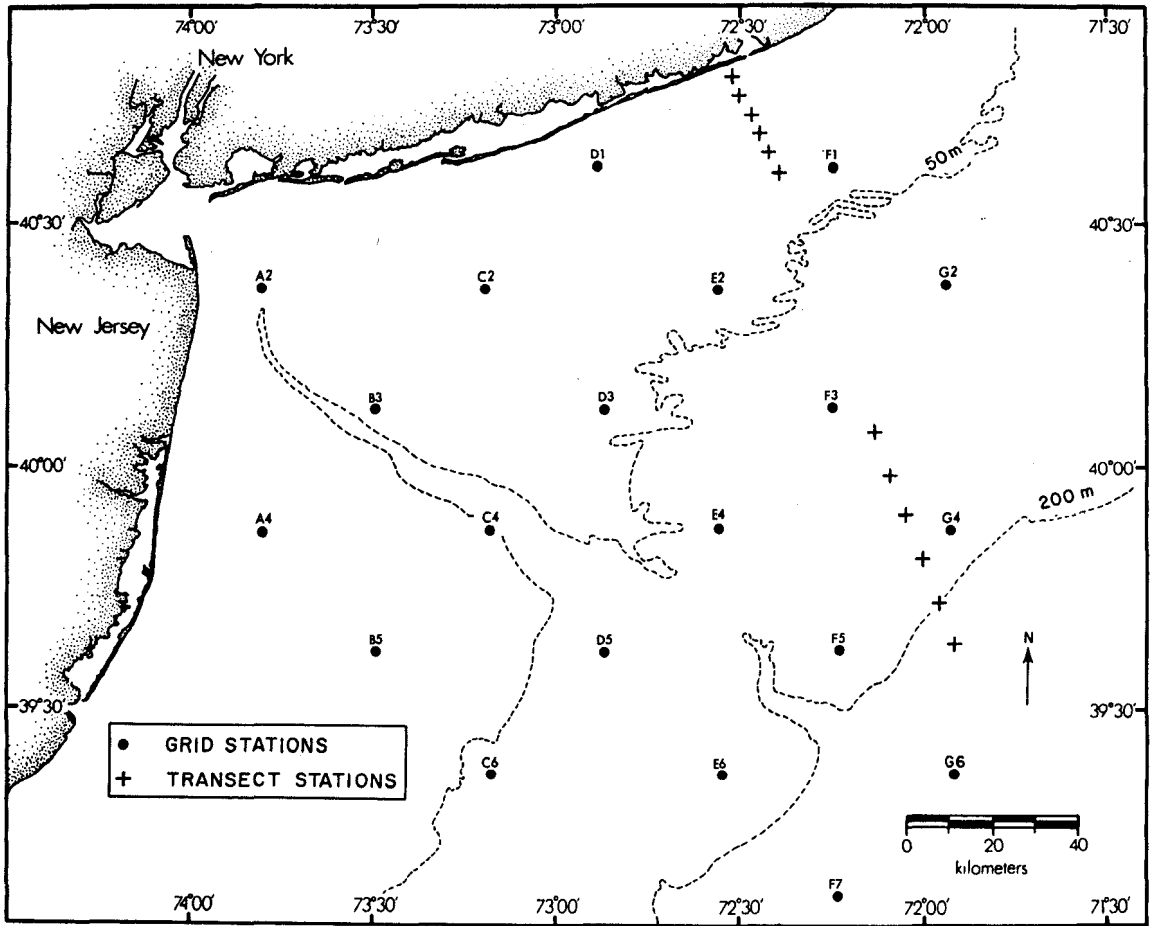 74°00′ 73°30′ 73°00′ 72°30′ 72°00′ 71°30′
New York
50m
D1 F1
40°30′ 40°30′
A2 C2 E2 G2
New Jersey
B3 D3 F3
40°00′ 40°00′
200 m
A4 C4 E4 G4
B5 D5 F5
N
39°30′ 39°30′
GRID STATIONS
TRANSECT STATIONS
C6 E6 G6
0 20 40
kilometers
F7
74°00′ 73°30′ 73°00′ 72°30′ 72°00′ 71°30′